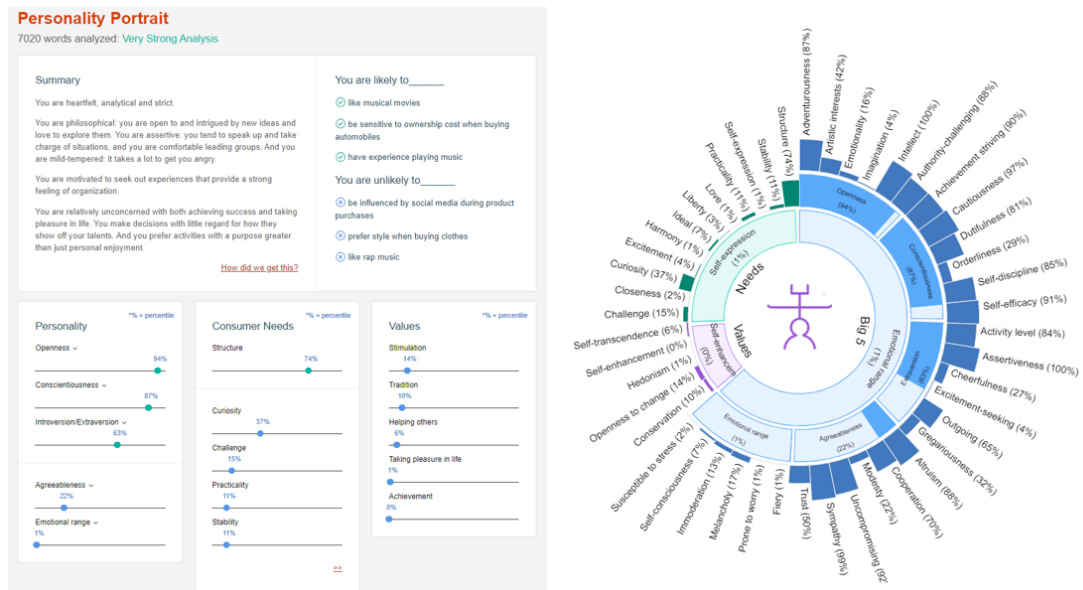 Personality Portrait
7020 words analyzed: Very Strong Analysis
Summary
You are heartfelt, analytical and strict.
You are philosophical: you are open to and intrigued by new ideas and
love to explore them. You are assertive: you tend to speak up and take
charge of situations, and you are comfortable leading groups. And you
are mild-tempered: it takes a lot to get you angry.
You are motivated to seek out experiences that provide a strong
feeling of organization.
You are relatively unconcerned with both achieving success and taking
pleasure in life. You make decisions with little regard for how they
show off your talents. And you prefer activities with a purpose greater
than just personal enjoyment.
How did we get this?
You are likely to______
like musical movies
be sensitive to ownership cost when buying
automobiles
have experience playing music
You are unlikely to______
be influenced by social media during product
purchases
prefer style when buying clothes
like rap music
*% = percentile
Personality
Openness
94%
Conscientiousness
87%
Introversion/Extraversion
63%
Agreeableness
22%
Emotional range
1%
*% = percentile
Consumer Needs
Structure
74%
Curiosity
37%
Challenge
15%
Practicality
11%
Stability
11%
>>
*% = percentile
Values
Stimulation
14%
Tradition
10%
Helping others
6%
Taking pleasure in life
1%
Achievement
0%
Adventurousness (87%)
Artistic interests (42%)
Emotionality (16%)
Imagination (4%)
Intellect (100%)
Authority-challenging (88%)
Achievement striving (90%)
Cautiousness (97%)
Dutifulness (61%)
Orderliness (29%)
Self-discipline (85%)
Self-efficacy (91%)
Activity level (84%)
Assertiveness (100%)
Cheerfulness (27%)
Excitement-seeking (4%)
Outgoing (65%)
Gregariousness (32%)
Altruism (88%)
Cooperation (70%)
Modesty (22%)
Uncompromising (92
Sympathy (99%)
Trust (50%)
Fiery (1%)
Prone to worry (1%)
Melancholy (17%)
Immoderation (13%)
Self-consciousness (7%)
Susceptible to stress (2%)
Conservation (10%)
Openness to change (14%)
Hedonism (1%)
Self-enhancement (0%)
Self-transcendence (6%)
Challenge (15%)
Closeness (2%)
Curiosity (37%)
Excitement (4%)
Harmony (1%)
Ideal (7%)
Liberty (3%)
Love (1%)
Practicality (11%)
Self-expression (1%)
Stability (11%)
Structure (74%)
Openness
(94%)
Conscientiousness
(87%)
Extraversion
(63%)
Agreeableness
(22%)
Emotional range
(1%)
Self-enhancem
(0%)
Self-expression
(1%)
Needs
Values
Big 5
Emotional range
(1%)